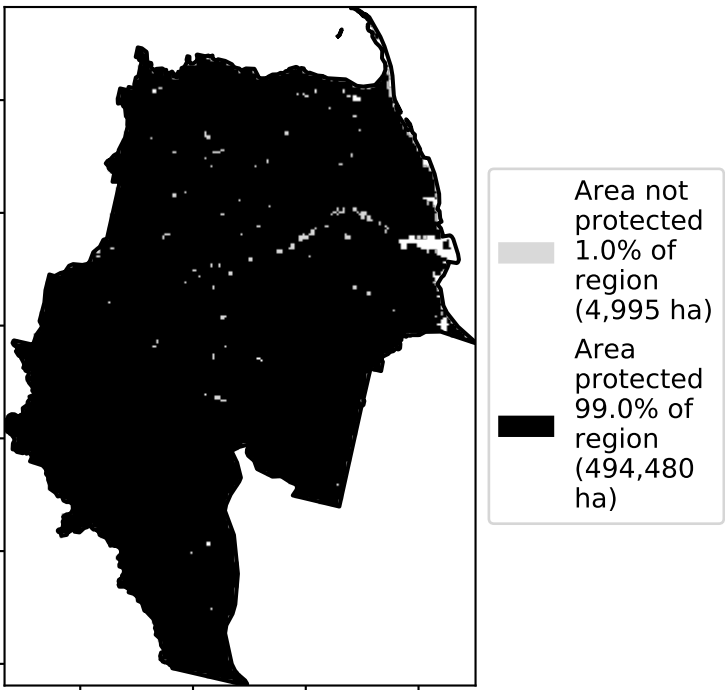 Area not
protected
1.0% of
region
(4,995 ha)
Area
protected
99.0% of
region
(494,480
ha)